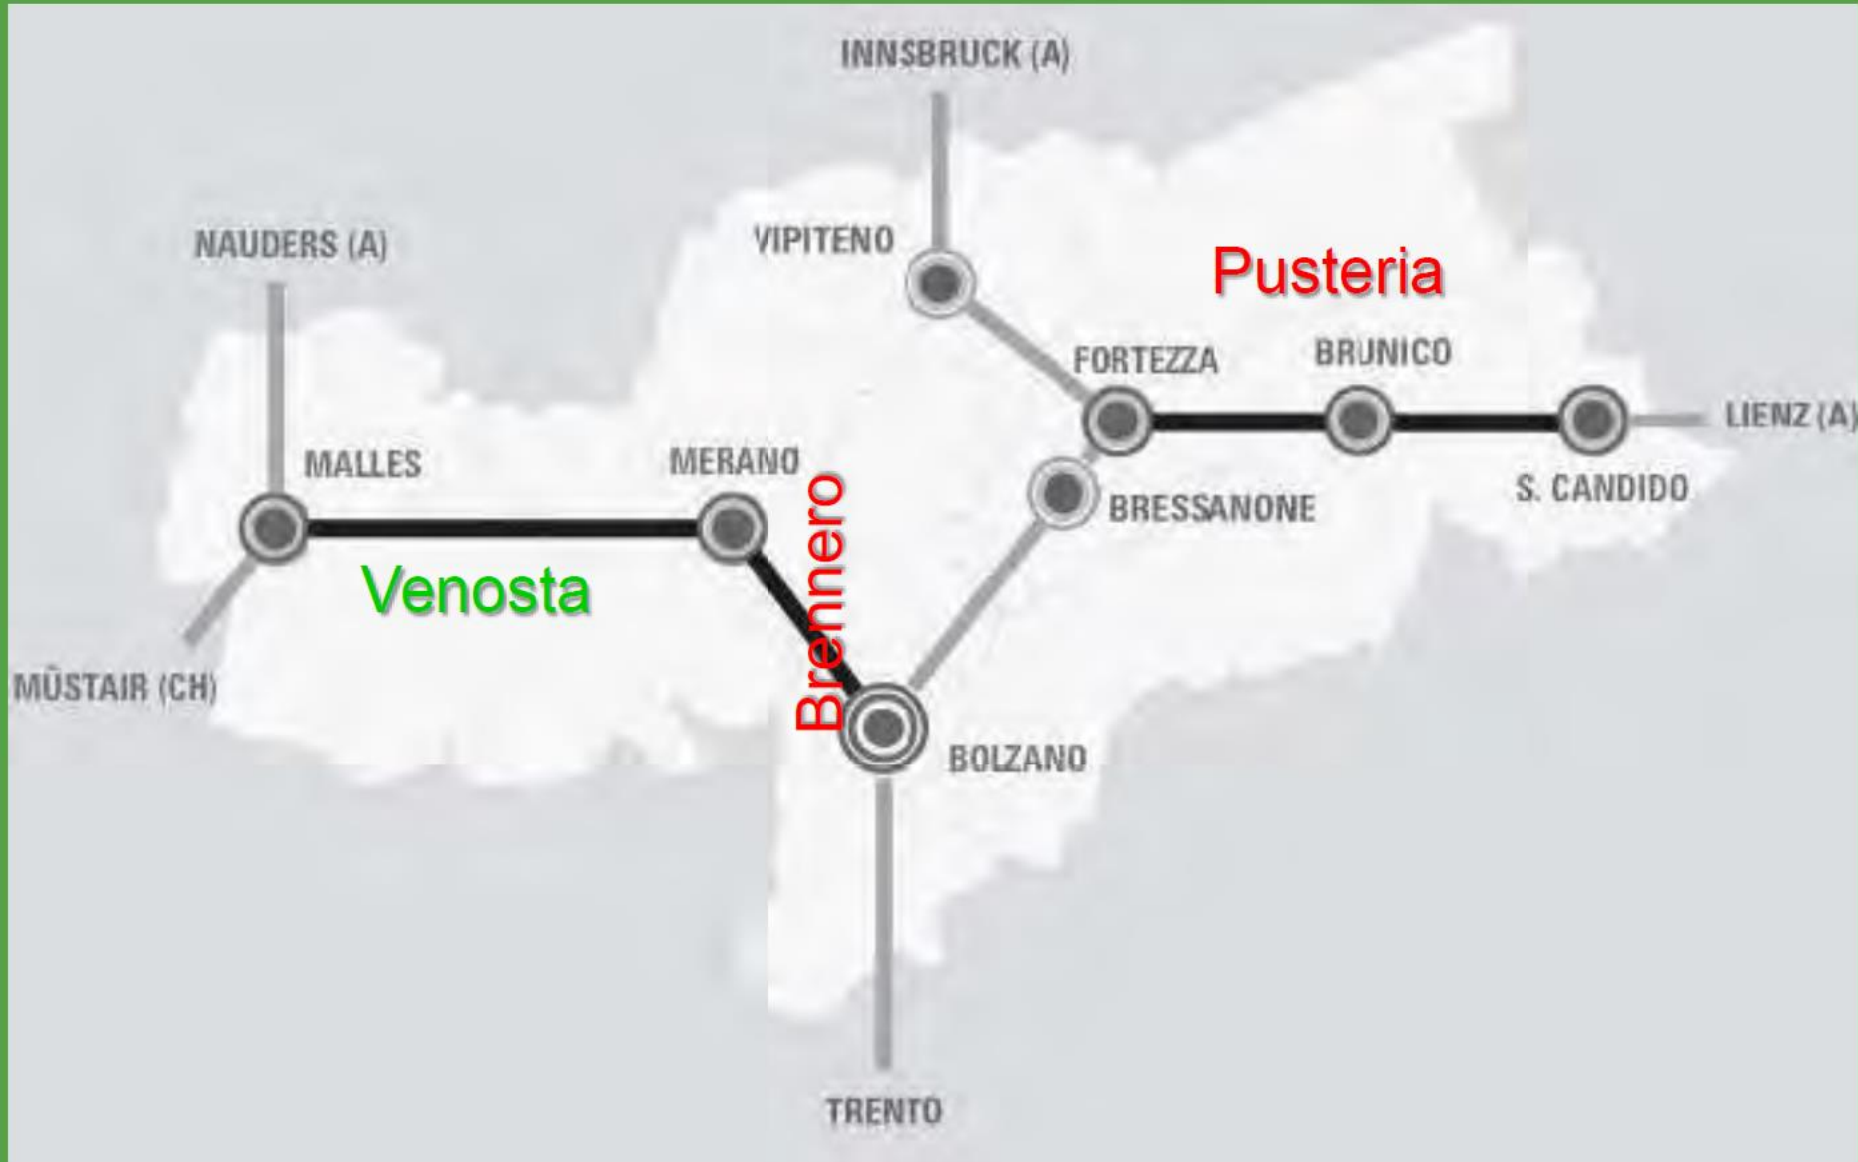 INNSBRUCK (A)
NAUDERS (A)
VIPITENO
Pusteria
FORTEZZA
BRUNICO
LIENZ (A)
MALLES
MERANO
S. CANDIDO
BRESSANONE
Venosta
Brennero
MÜSTAIR (CH)
BOLZANO
TRENTO